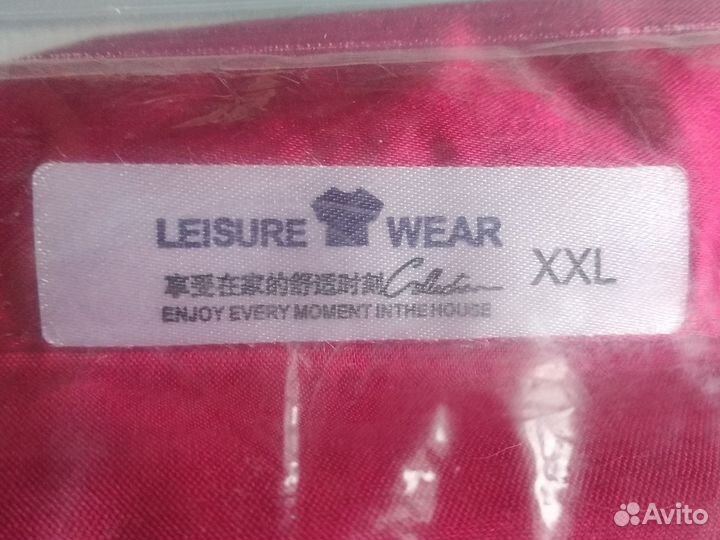 LEISURE WEAR
享受在家的舒适时刻 Collection XXL
ENJOY EVERY MOMENT INTHE HOUSE
Avito